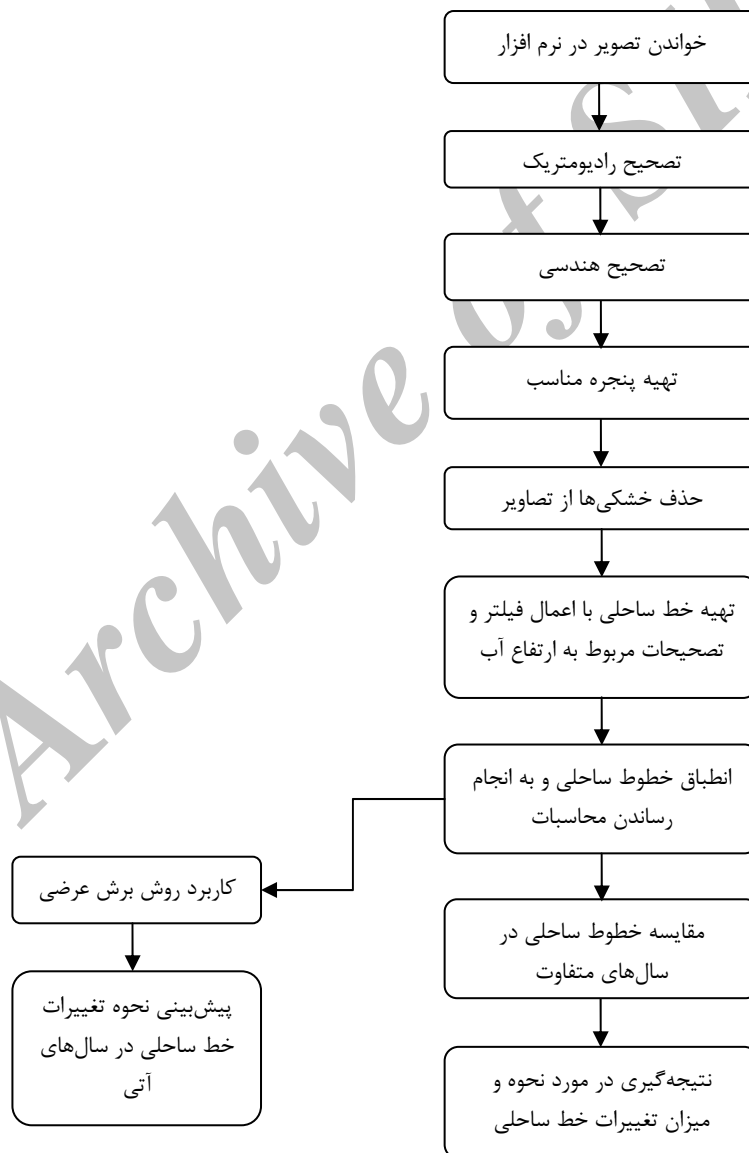 خواندن تصویر در نرم افزار
تصحیح رادیومتریک
تصحیح هندسی
تهیه پنجره مناسب
حذف خشکی‌ها از تصاویر
تهیه خط ساحلی با اعمال فیلتر و
تصحیحات مربوط به ارتفاع آب
انطباق خطوط ساحلی و به انجام
رساندن محاسبات
مقایسه خطوط ساحلی در
سال‌های متفاوت
نتیجه‌گیری در مورد نحوه و
میزان تغییرات خط ساحلی
کاربرد روش برش عرضی
پیش‌بینی نحوه تغییرات
خط ساحلی در سال‌های
آتی
Archive of